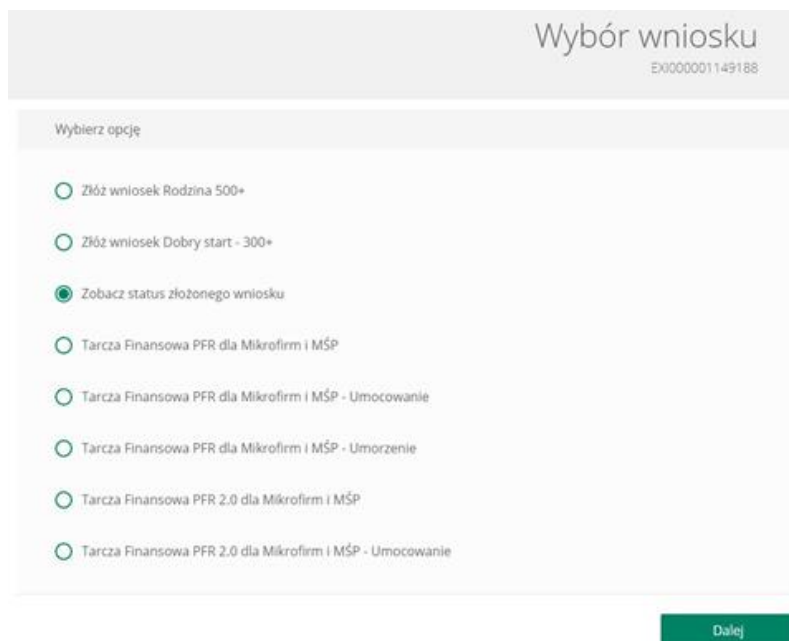 Wybór wniosku
EXI000001149188
Wybierz opcję
Złóż wniosek Rodzina 500+
Złóż wniosek Dobry start - 300+
Zobacz status złożonego wniosku
Tarcza Finansowa PFR dla Mikrofirm i MŚP
Tarcza Finansowa PFR dla Mikrofirm i MŚP - Umocowanie
Tarcza Finansowa PFR dla Mikrofirm i MŚP - Umorzenie
Tarcza Finansowa PFR 2.0 dla Mikrofirm i MŚP
Tarcza Finansowa PFR 2.0 dla Mikrofirm i MŚP - Umocowanie
Dalej